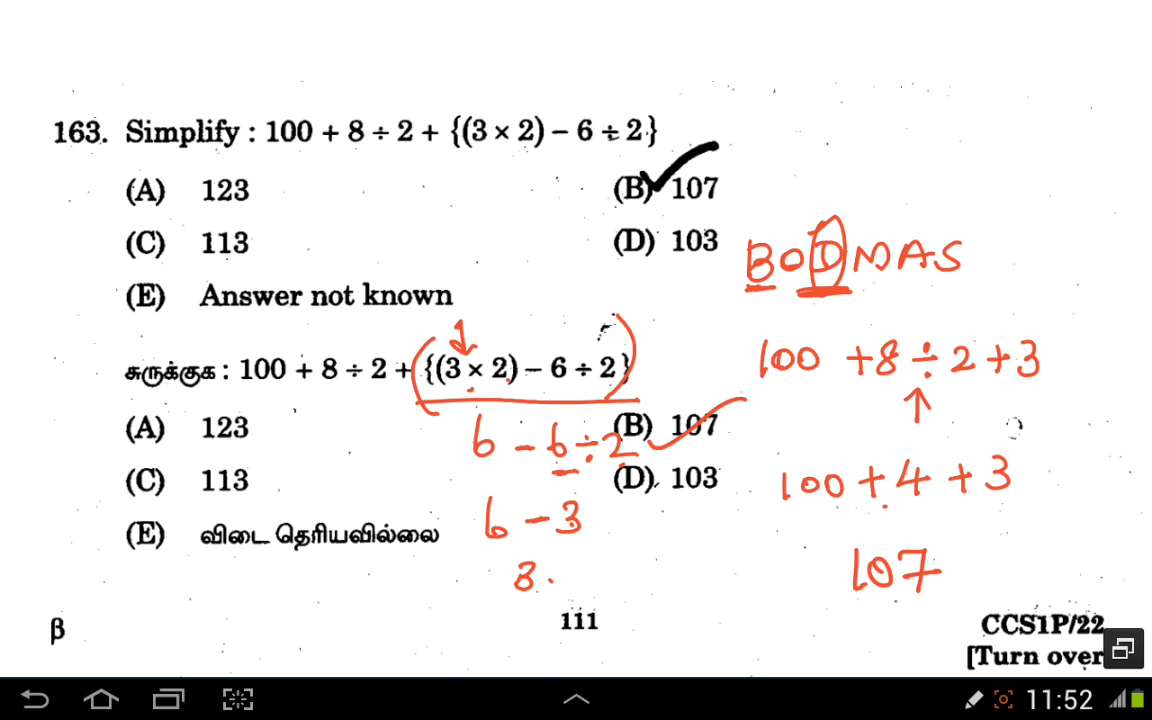 163. Simplify : 100 + 8 ÷ 2 + {(3 × 2) – 6 ÷ 2}
(A) 123 (B) 107
(C) 113 (D) 103
BODMAS
(E) Answer not known
100 + 8 ÷ 2 + 3
சுருக்குக : 100 + 8 ÷ 2 + {(3 × 2) – 6 ÷ 2}
(A) 123 (B) 107
6 – 6 ÷ 2
(C) 113 (D) 103
100 + 4 + 3
(E) விடை தெரியவில்லை
6 – 3
3
107
β 111 CCS1P/22
[Turn over
11:52